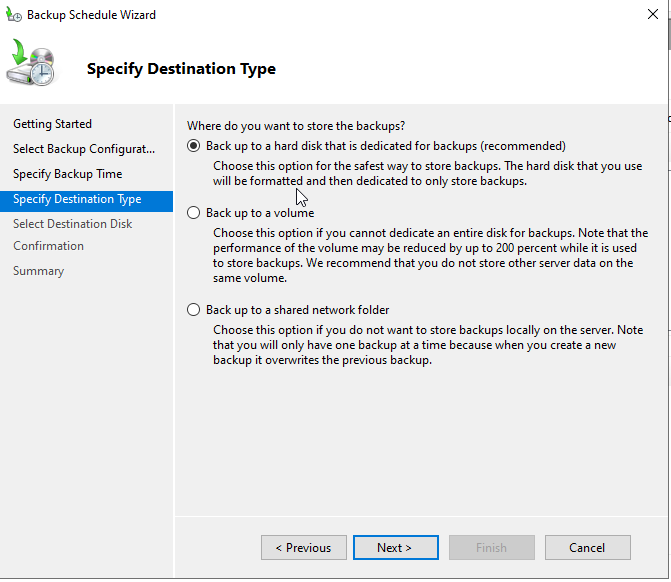 Backup Schedule Wizard
Specify Destination Type
Getting Started
Select Backup Configurat...
Specify Backup Time
Specify Destination Type
Select Destination Disk
Confirmation
Summary
Where do you want to store the backups?
Back up to a hard disk that is dedicated for backups (recommended)
Choose this option for the safest way to store backups. The hard disk that you use
will be formatted and then dedicated to only store backups.
Back up to a volume
Choose this option if you cannot dedicate an entire disk for backups. Note that the
performance of the volume may be reduced by up to 200 percent while it is used
to store backups. We recommend that you do not store other server data on the
same volume.
Back up to a shared network folder
Choose this option if you do not want to store backups locally on the server. Note
that you will only have one backup at a time because when you create a new
backup it overwrites the previous backup.
< Previous
Next >
Finish
Cancel